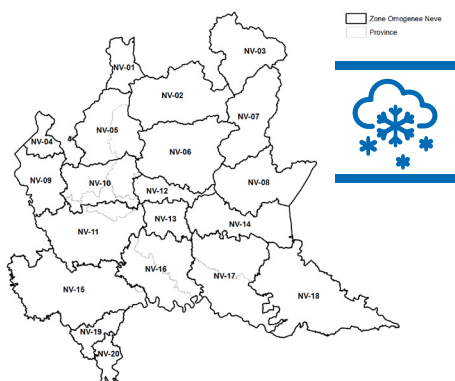 Zone Omogenee Neve
Province
NV-03
NV-01
NV-02
NV-07
NV-05
NV-04
NV-06
NV-09
NV-10
NV-12
NV-08
NV-13
NV-14
NV-11
NV-16
NV-17
NV-15
NV-18
NV-19
NV-20